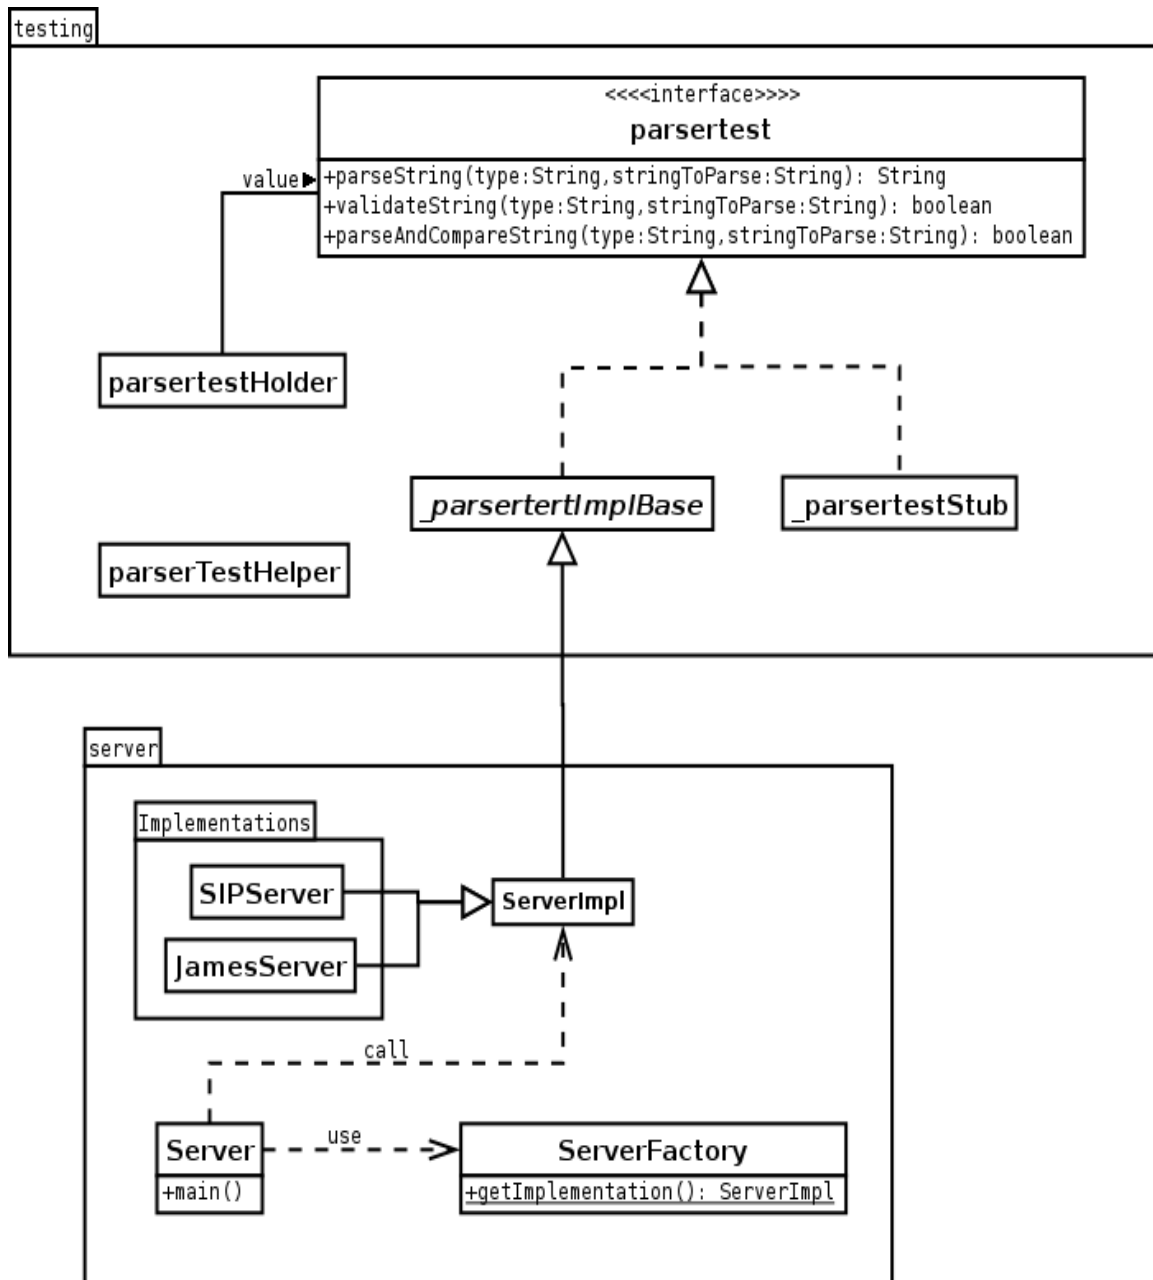 testing
<<<<interface>>>>
parsertest
value
+parseString(type:String,stringToParse:String): String
+validateString(type:String,stringToParse:String): boolean
+parseAndCompareString(type:String,stringToParse:String): boolean
parsertestHolder
_parsertertImplBase
_parsertestStub
parserTestHelper
server
Implementations
SIPServer
ServerImpl
JamesServer
call
Server
use
ServerFactory
+main()
+getImplementation(): ServerImpl